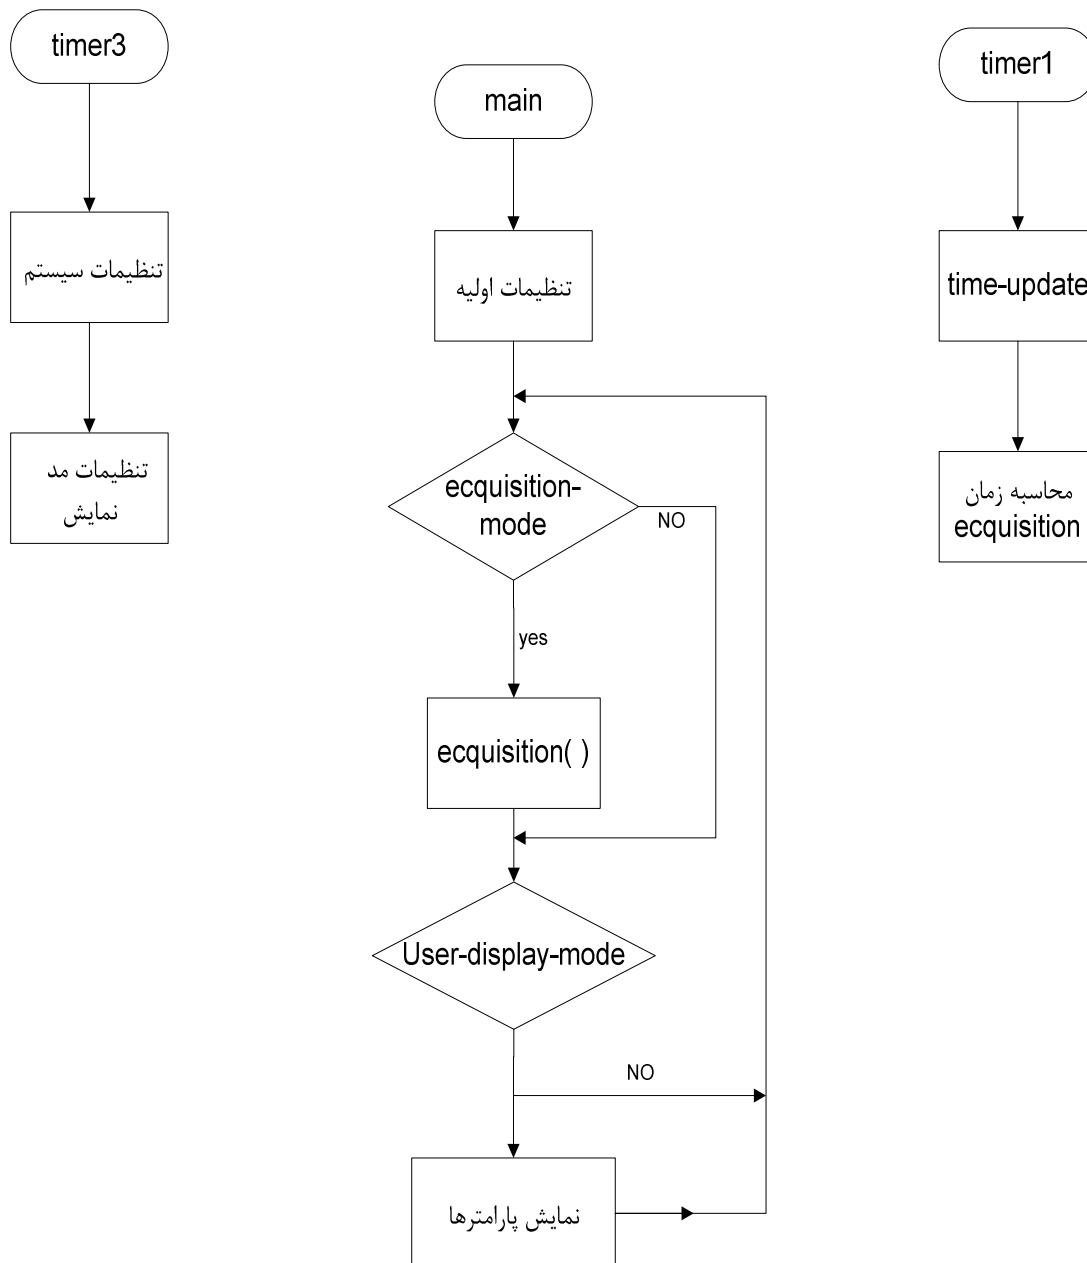 timer3
تنظیمات سیستم
تنظیمات مد
نمایش
main
تنظیمات اولیه
ecquisition-
mode
NO
yes
ecquisition( )
User-display-mode
NO
نمایش پارامترها
timer1
time-update
محاسبه زمان
ecquisition